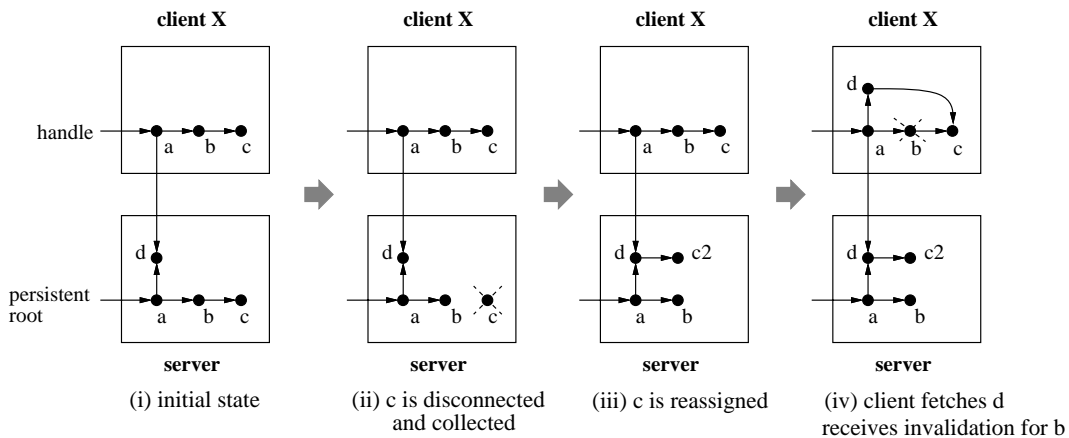 client X
client X
client X
client X
handle
a b c
a b c
a b c
d
a b c
d
persistent
root
a b c
d
a b c
d c2
a b
d c2
a b
server
server
server
server
(i) initial state
(ii) c is disconnected
and collected
(iii) c is reassigned
(iv) client fetches d
receives invalidation for b